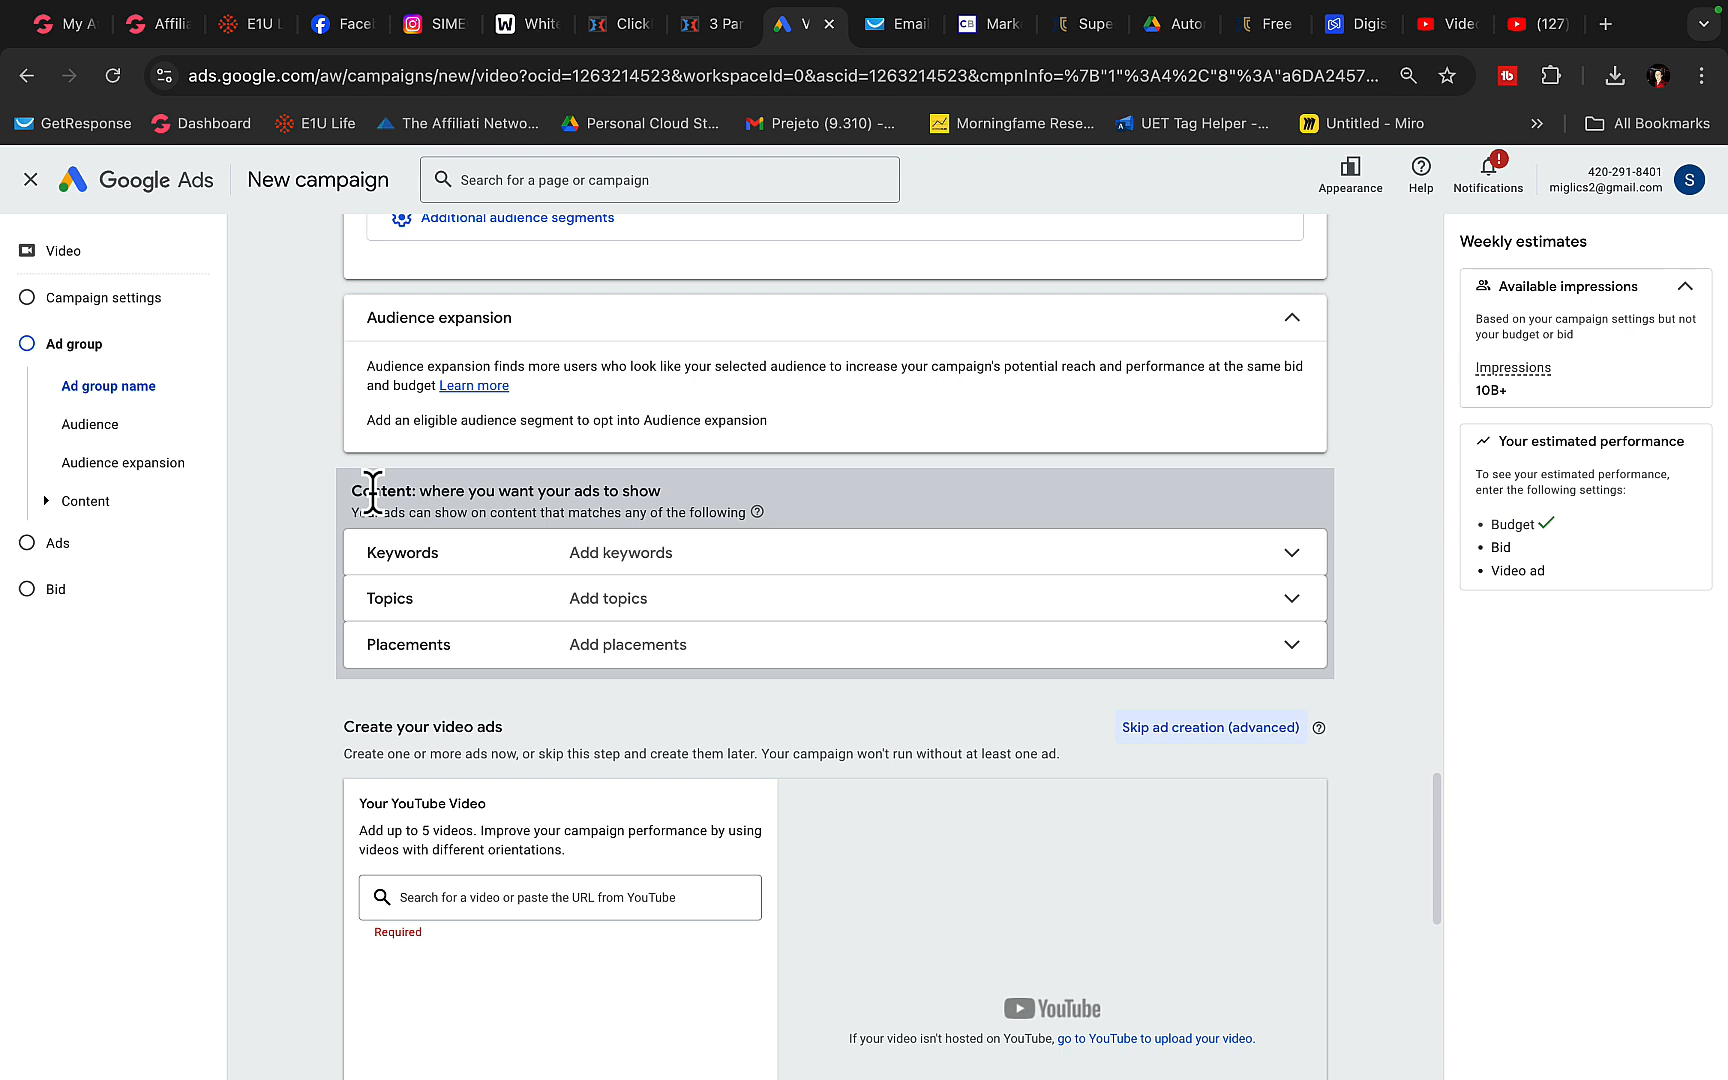 My A
Affilia
E1U L
Facel
SIME
White
Click
3 Par
V
Email
Mark
Supe
Auto
Free
Digis
Videc
(127)
ads.google.com/aw/campaigns/new/video?ocid=1263214523&workspaceId=0&ascid=1263214523&cmpnInfo=%7B"1"%3A4%2C"8"%3A"a6DA2457...
GetResponse
Dashboard
E1U Life
The Affiliati Netwo...
Personal Cloud St...
Prejeto (9.310) -...
Morningfame Rese...
UET Tag Helper -...
Untitled - Miro
All Bookmarks
Google Ads
New campaign
Search for a page or campaign
Appearance
Help
Notifications
420-291-8401
miglics2@gmail.com
S
Video
Campaign settings
Ad group
Ad group name
Audience
Audience expansion
Content
Ads
Bid
Additional audience segments
Audience expansion
Audience expansion finds more users who look like your selected audience to increase your campaign's potential reach and performance at the same bid
and budget Learn more
Add an eligible audience segment to opt into Audience expansion
Content: where you want your ads to show
Your ads can show on content that matches any of the following
Keywords Add keywords
Topics Add topics
Placements Add placements
Create your video ads
Skip ad creation (advanced)
Create one or more ads now, or skip this step and create them later. Your campaign won't run without at least one ad.
Your YouTube Video
Add up to 5 videos. Improve your campaign performance by using
videos with different orientations.
Search for a video or paste the URL from YouTube
Required
YouTube
If your video isn't hosted on YouTube, go to YouTube to upload your video.
Weekly estimates
Available impressions
Based on your campaign settings but not
your budget or bid
Impressions
10B+
Your estimated performance
To see your estimated performance,
enter the following settings:
• Budget
• Bid
• Video ad